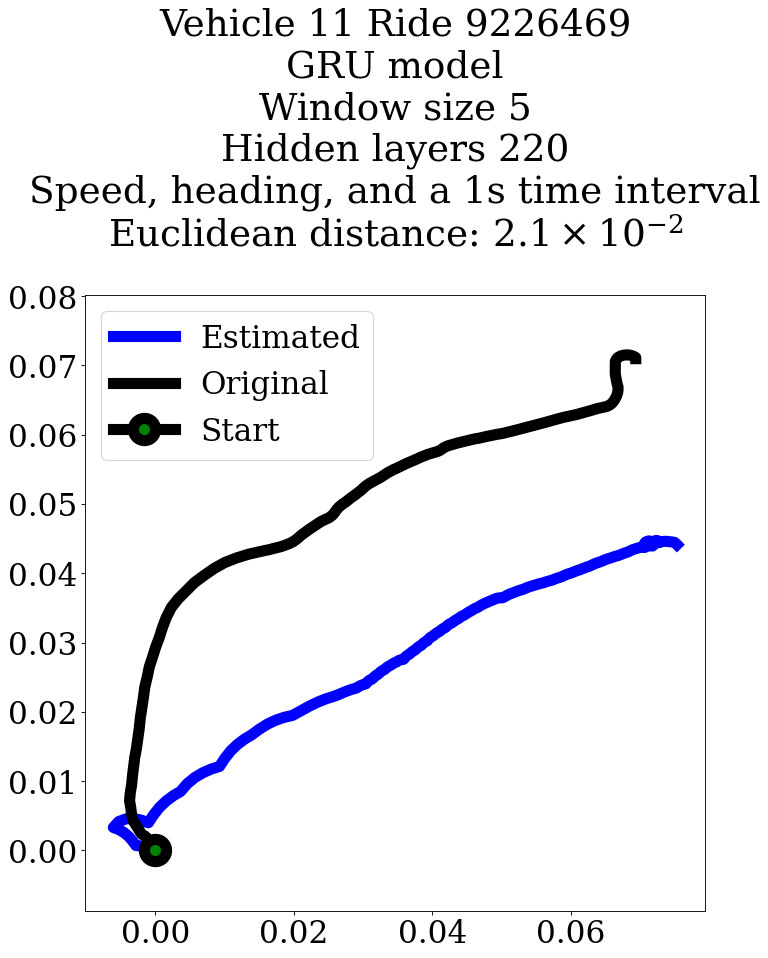 Vehicle 11 Ride 9226469
GRU model
Window size 5
Hidden layers 220
Speed, heading, and a 1s time interval
Euclidean distance: 2.1 × 10⁻²
0.08
0.07
0.06
0.05
0.04
0.03
0.02
0.01
0.00
Estimated
Original
Start
0.00 0.02 0.04 0.06